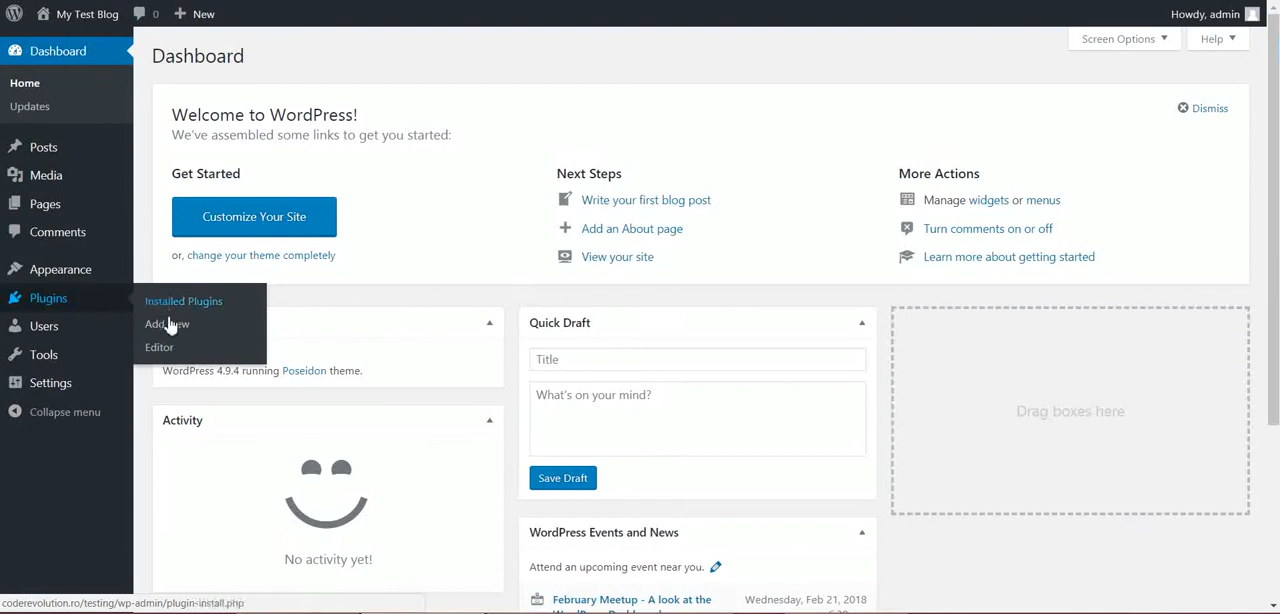 My Test Blog 0 New Howdy, admin
Dashboard
Home
Updates
Posts
Media
Pages
Comments
Appearance
Plugins
Installed Plugins
Add New
Editor
Users
Tools
Settings
Collapse menu
Screen Options Help
Dashboard
Welcome to WordPress!
We've assembled some links to get you started:
Dismiss
Get Started
Customize Your Site
or, change your theme completely
Next Steps
Write your first blog post
Add an About page
View your site
More Actions
Manage widgets or menus
Turn comments on or off
Learn more about getting started
WordPress 4.9.4 running Poseidon theme.
Activity
No activity yet!
Quick Draft
Title
What's on your mind?
Save Draft
WordPress Events and News
Attend an upcoming event near you.
February Meetup - A look at the Wednesday, Feb 21, 2018
Drag boxes here
coderevolution.ro/testing/wp-admin/plugin-install.php